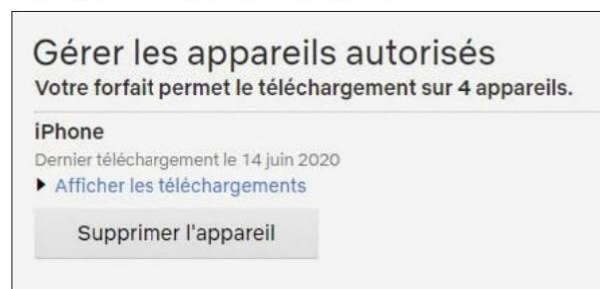 Gérer les appareils autorisés
Votre forfait permet le téléchargement sur 4 appareils.
iPhone
Dernier téléchargement le 14 juin 2020
Afficher les téléchargements
Supprimer l'appareil